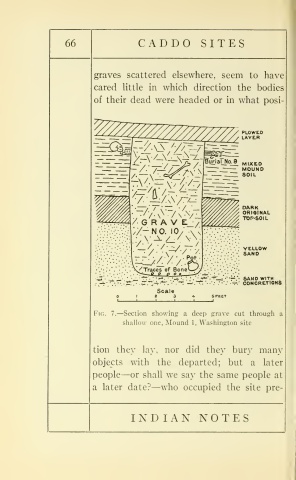 66
CADDO SITES
graves scattered elsewhere, seem to have
cared little in which direction the bodies
of their dead were headed or in what posi-
PLOWED
LAYER
Burial No. 9
MIXED
MOUND
SOIL
DARK
ORIGINAL
TOP-SOIL
GRAVE
NO. 10
YELLOW
SAND
Pot
Traces of Bone
SAND WITH
CONCRETIONS
Scale
0 1 2 3 4 5 FEET
FIG. 7.—Section showing a deep grave cut through a
shallow one, Mound 1, Washington site
tion they lay, nor did they bury many
objects with the departed; but a later
people—or shall we say the same people at
a later date?—who occupied the site pre-
INDIAN NOTES